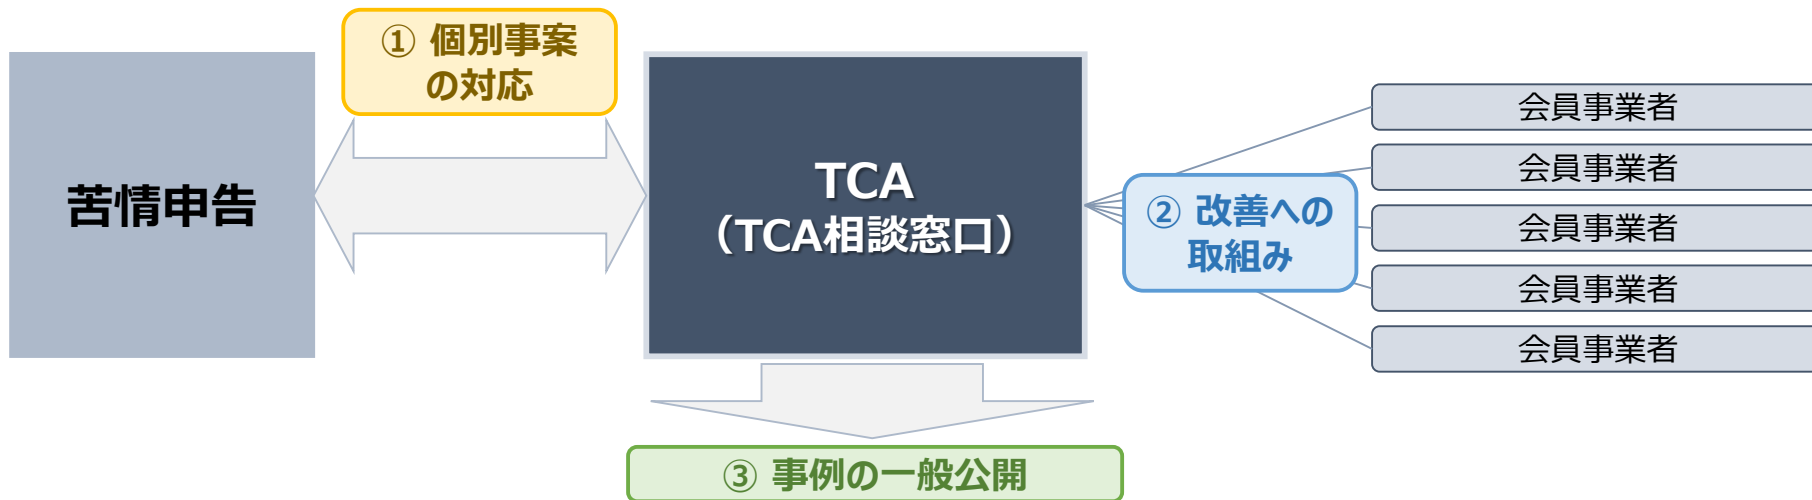 ① 個別事案
の対応
苦情申告
TCA
（TCA相談窓口）
② 改善への
取組み
会員事業者
会員事業者
会員事業者
会員事業者
会員事業者
③ 事例の一般公開